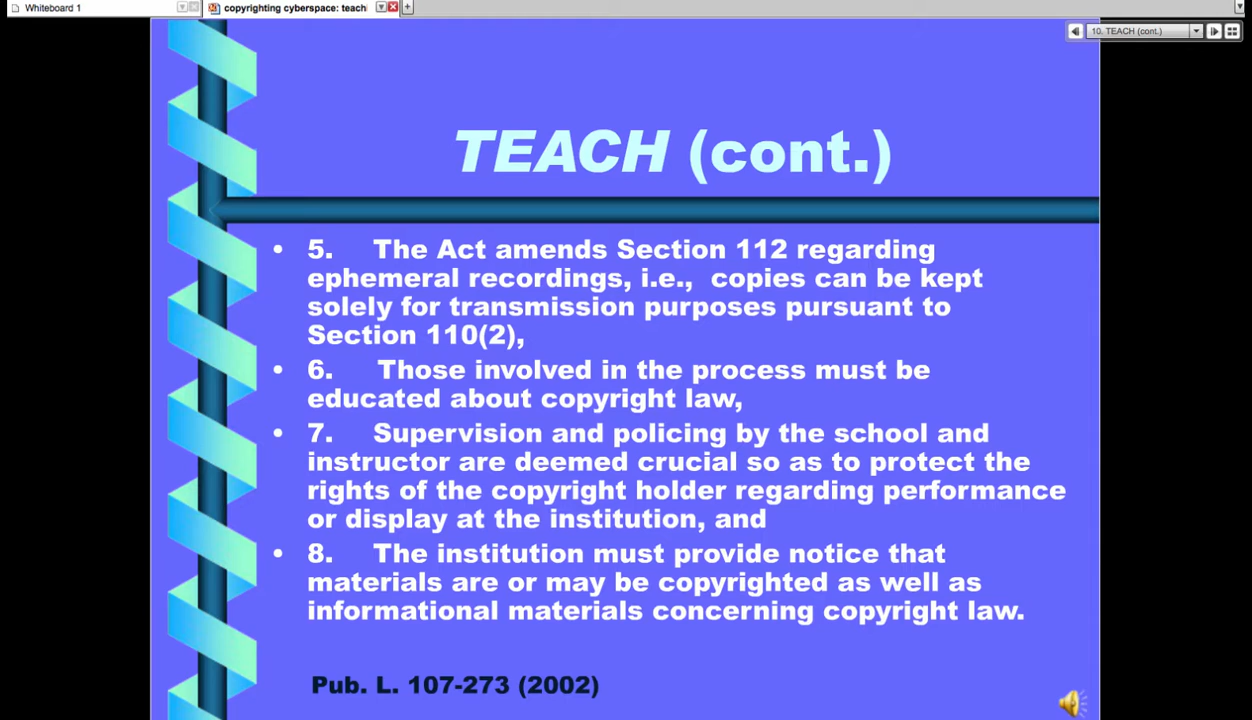 Whiteboard 1
copyrighting cyberspace: teachi
10. TEACH (cont.)
TEACH (cont.)
• 5. The Act amends Section 112 regarding
ephemeral recordings, i.e., copies can be kept
solely for transmission purposes pursuant to
Section 110(2),
• 6. Those involved in the process must be
educated about copyright law,
• 7. Supervision and policing by the school and
instructor are deemed crucial so as to protect the
rights of the copyright holder regarding performance
or display at the institution, and
• 8. The institution must provide notice that
materials are or may be copyrighted as well as
informational materials concerning copyright law.
Pub. L. 107-273 (2002)